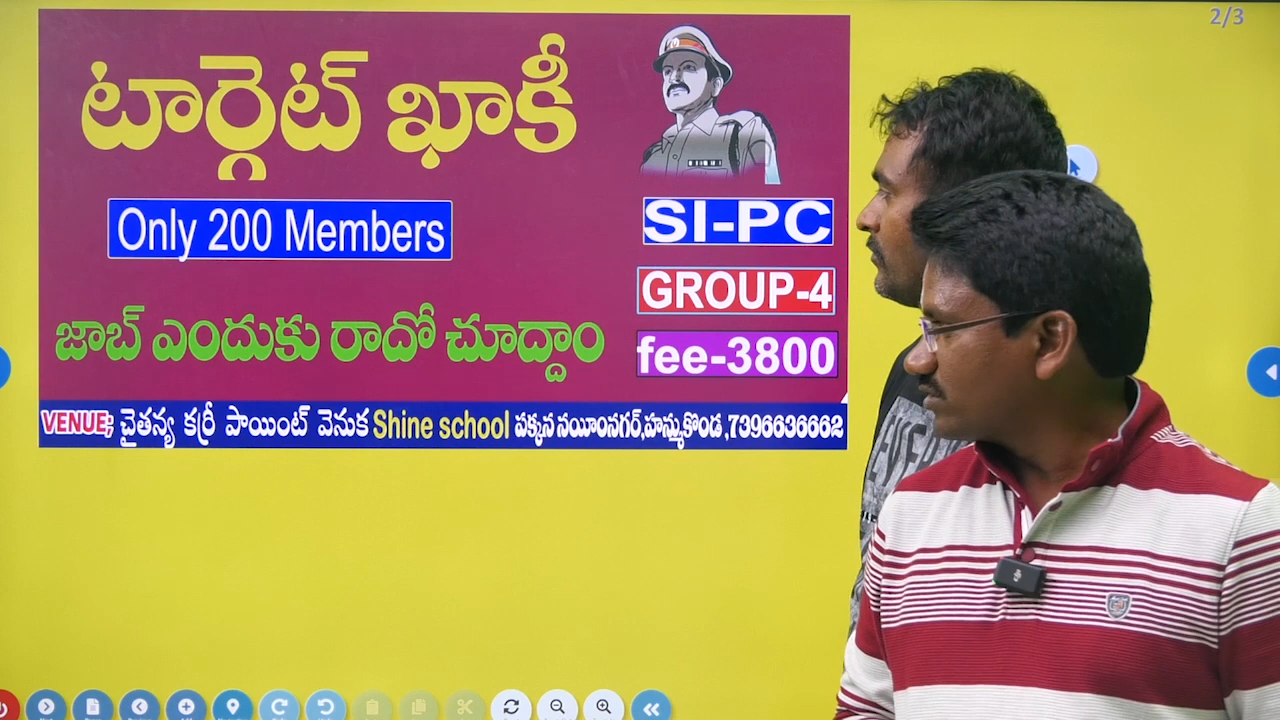 2/3
టార్గెట్ ఖాకీ
Only 200 Members
SI-PC
GROUP-4
జాబ్ ఎందుకు రాదో చూద్దాం
fee-3800
VENUE; చైతన్య కర్రీ పాయింట్ వెనుక Shine school పక్కన నయీంనగర్,హన్ముకొండ ,7396636662